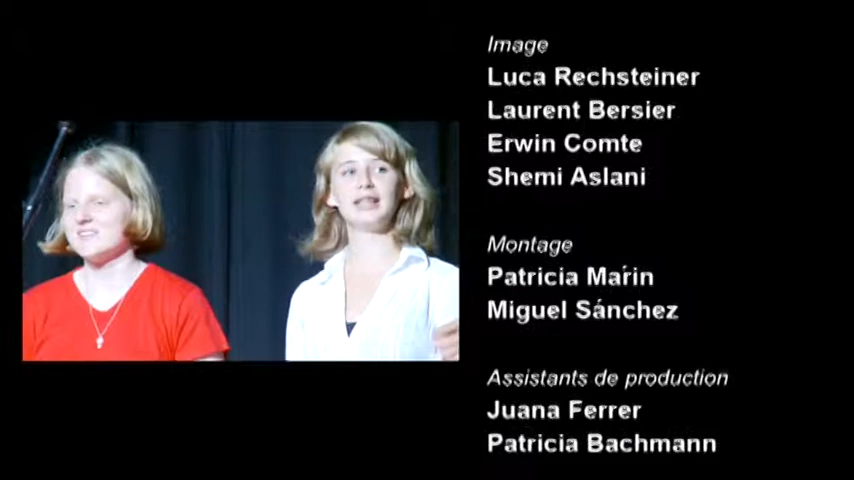 Image
Luca Rechsteiner
Laurent Bersier
Erwin Comte
Shemi Aslani
Montage
Patricia Marin
Miguel Sánchez
Assistants de production
Juana Ferrer
Patricia Bachmann